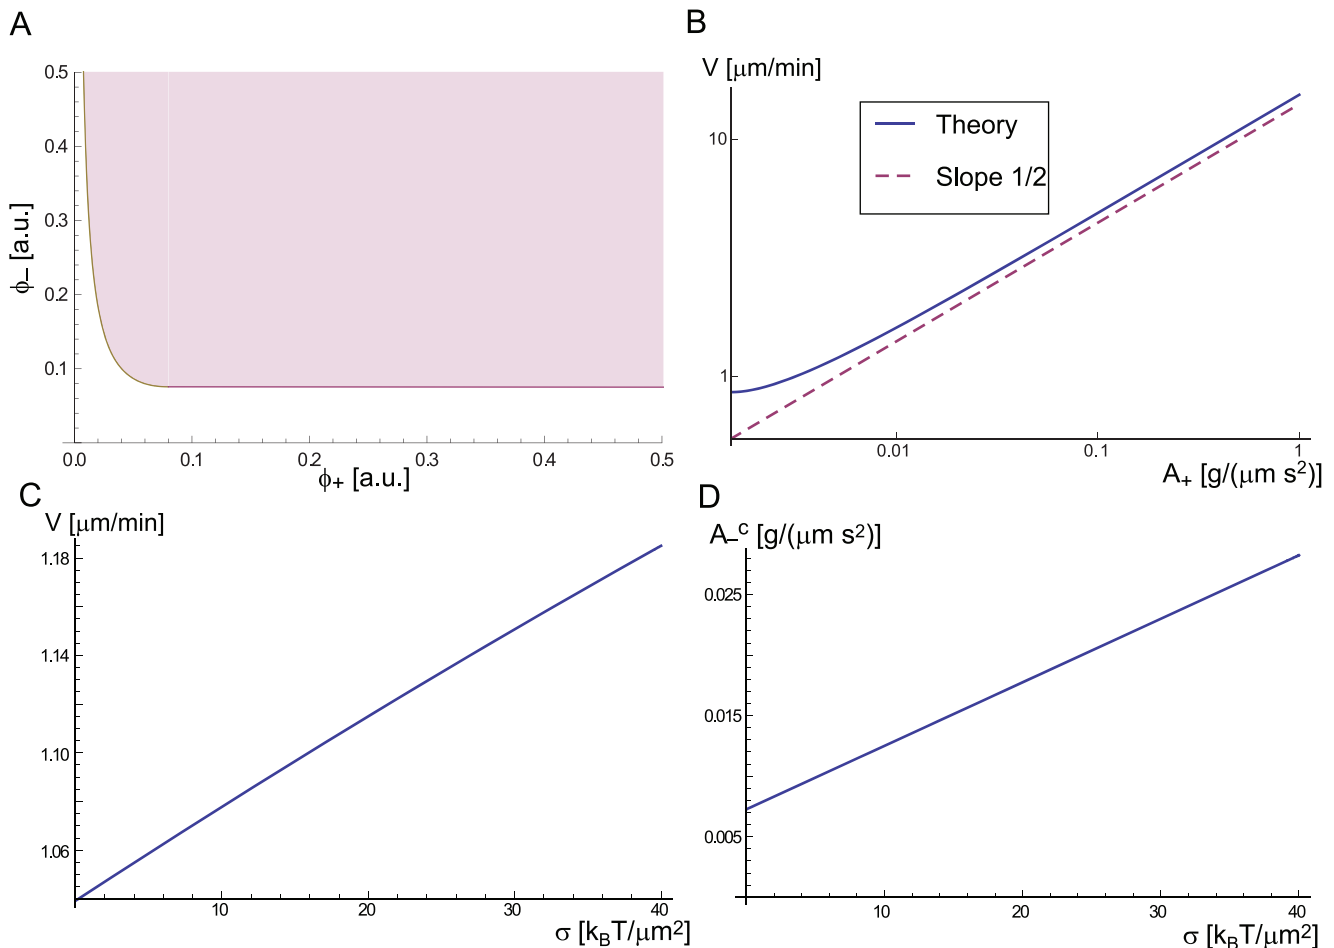 A
0.5
0.4
0.3
0.2
0.1
ϕ− [a.u.]
0.0 0.1 0.2 0.3 0.4 0.5
ϕ+ [a.u.]
B
V [μm/min]
10
1
Theory
Slope 1/2
0.01 0.1 1
A+ [g/(μm s²)]
C
V [μm/min]
1.18
1.14
1.10
1.06
10 20 30 40
σ [kBT/μm²]
D
A−ᶜ [g/(μm s²)]
0.025
0.015
0.005
10 20 30 40
σ [kBT/μm²]